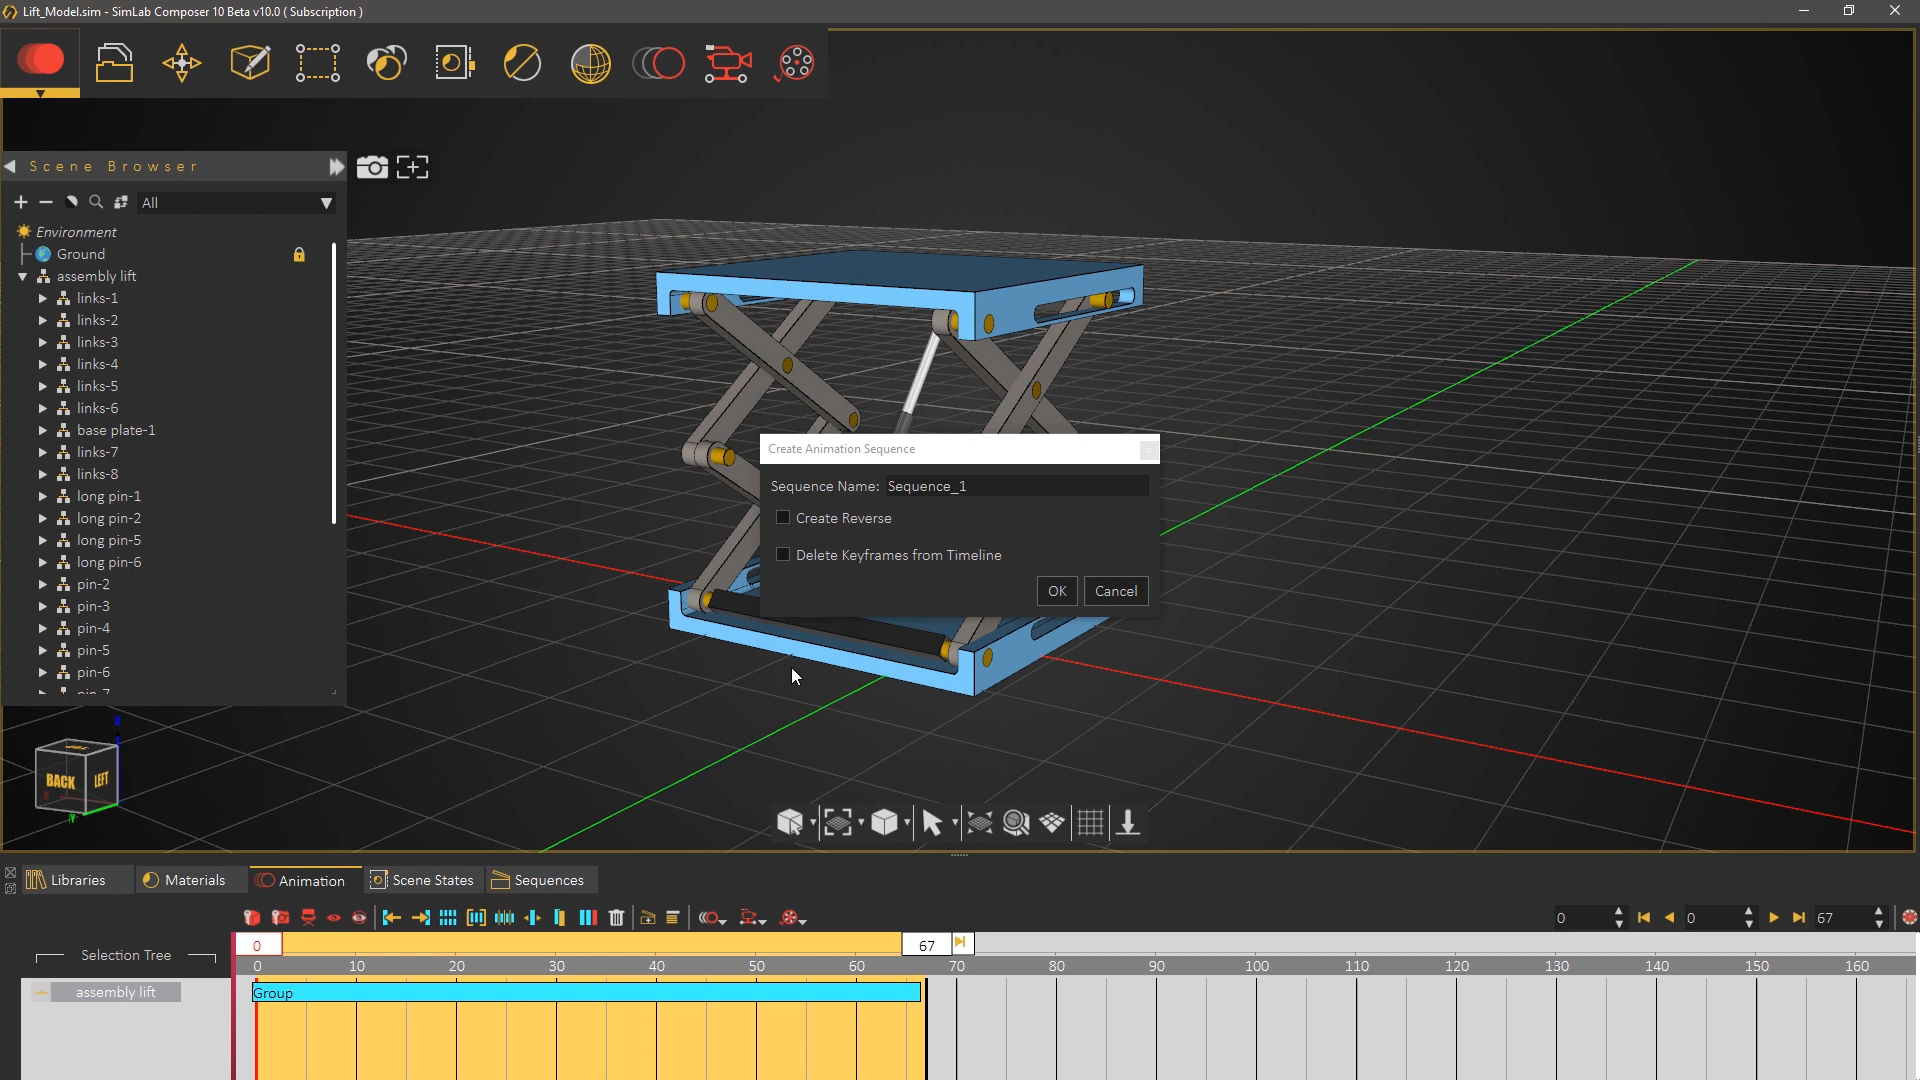 Lift_Model.sim - SimLab Composer 10 Beta v10.0 ( Subscription )
Scene Browser
All
Environment
Ground
assembly lift
links-1
links-2
links-3
links-4
links-5
links-6
base plate-1
links-7
links-8
long pin-1
long pin-2
long pin-5
long pin-6
pin-2
pin-3
pin-4
pin-5
pin-6
pin-7
Create Animation Sequence
Sequence Name: Sequence_1
Create Reverse
Delete Keyframes from Timeline
OK Cancel
BACK LEFT
Libraries Materials Animation Scene States Sequences
0 0 67
0 67
Selection Tree
0 10 20 30 40 50 60 70 80 90 100 110 120 130 140 150 160
assembly lift
Group